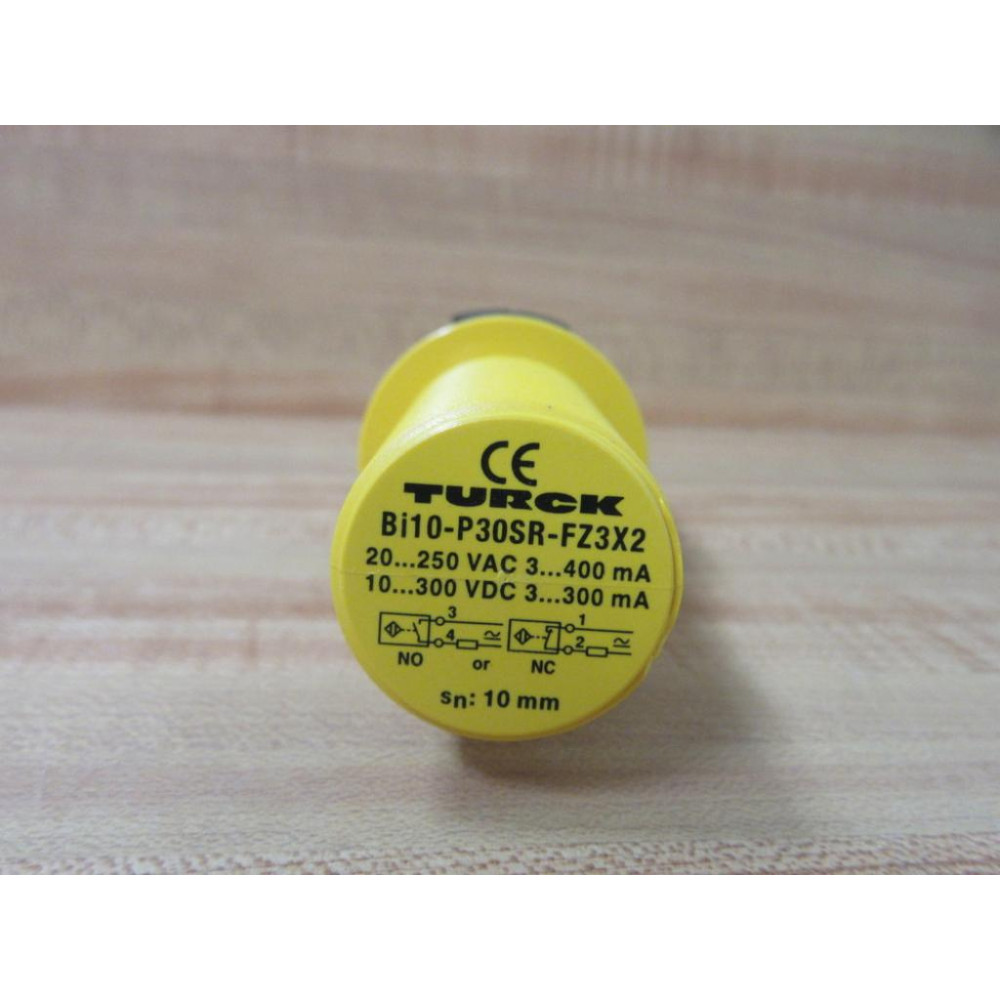 CE
TURCK
Bi10-P30SR-FZ3X2
20...250 VAC 3...400 mA
10...300 VDC 3...300 mA
3 1
4 2
NO or NC
sn: 10 mm